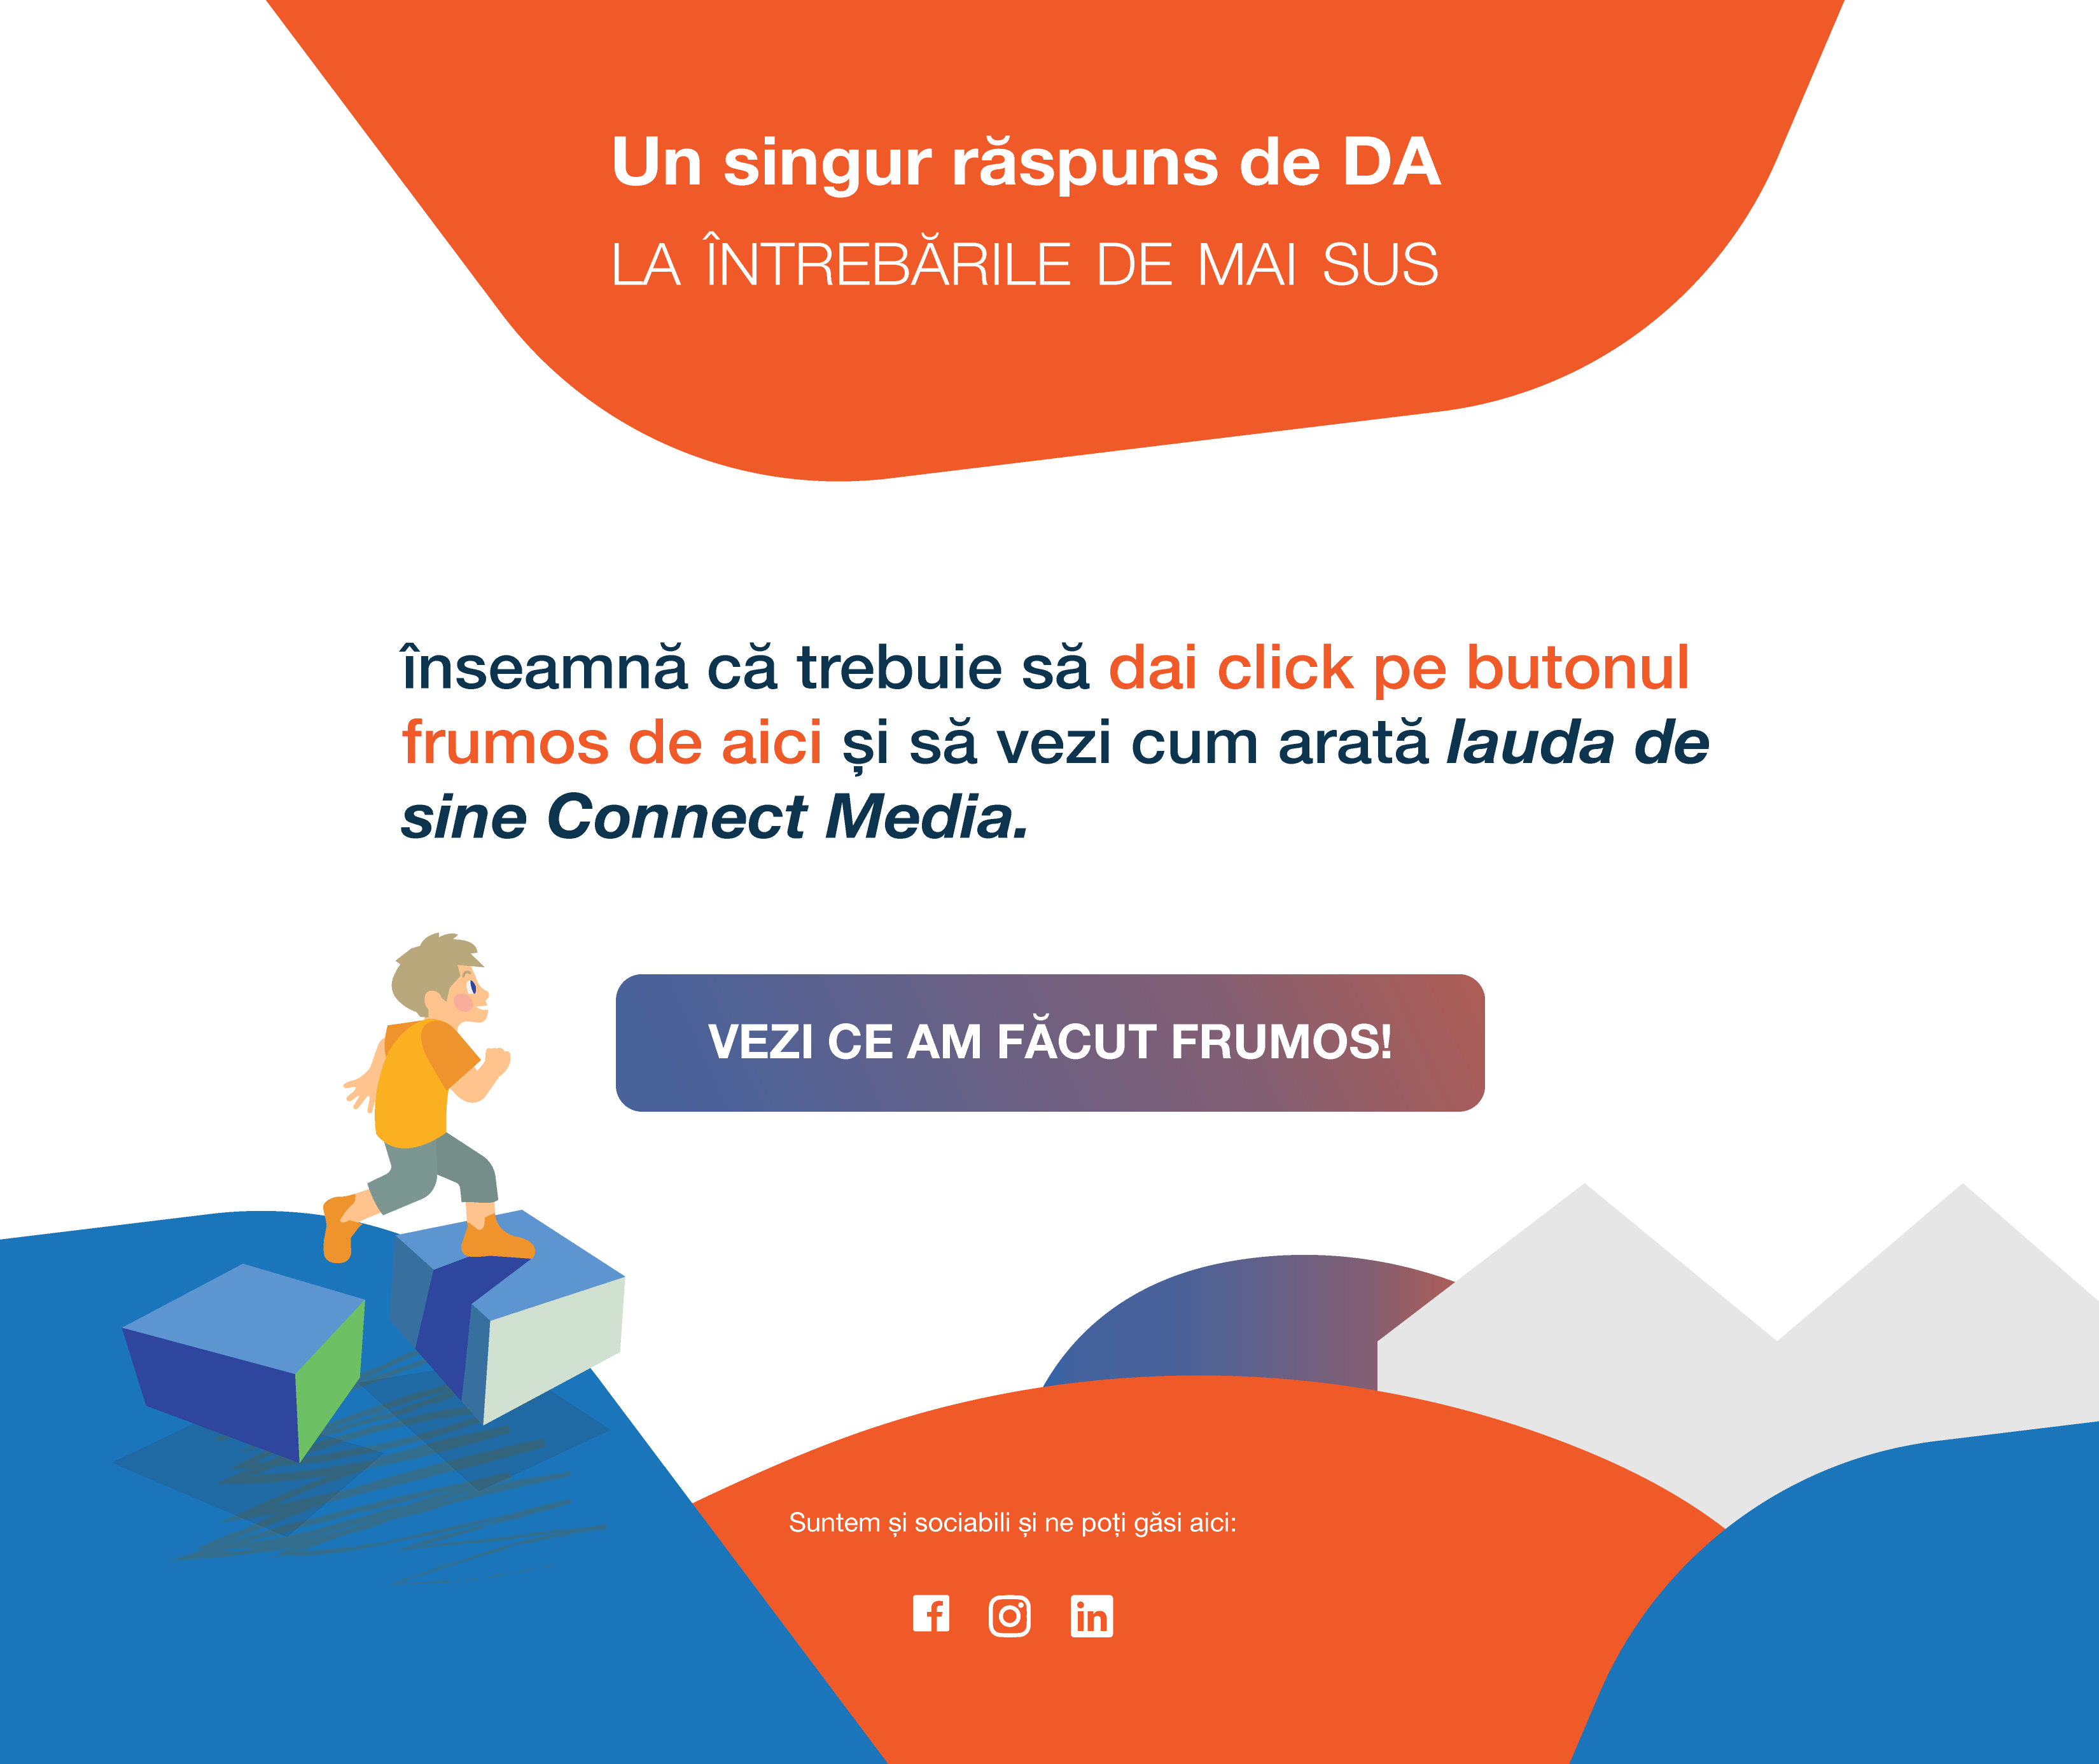 Un singur răspuns de DA
LA ÎNTREBĂRILE DE MAI SUS
înseamnă că trebuie să dai click pe butonul
frumos de aici și să vezi cum arată lauda de
sine Connect Media.
VEZI CE AM FĂCUT FRUMOS!
Suntem și sociabili și ne poți găsi aici: